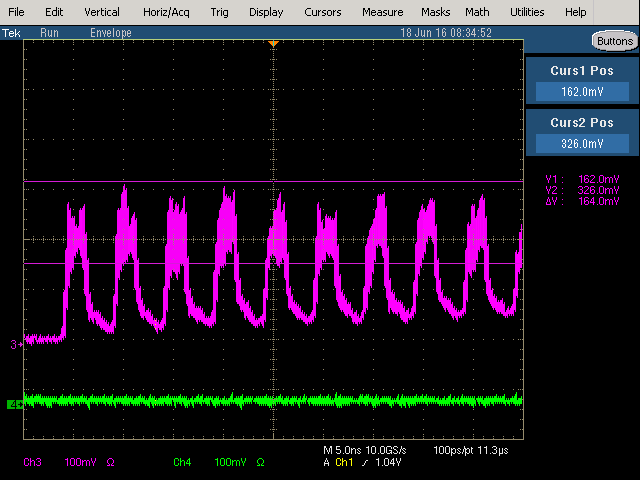 File Edit Vertical Horiz/Acq Trig Display Cursors Measure Masks Math Utilities Help
Tek Run Envelope 18 Jun 16 08:34:52
Buttons
Curs1 Pos
162.0mV
Curs2 Pos
326.0mV
V1 : 162.0mV
V2 : 326.0mV
ΔV : 164.0mV
3
4
M 5.0ns 10.0GS/s 100ps/pt 11.3µs
Ch3 100mV Ω Ch4 100mV Ω A Ch1 ∕ 1.04V